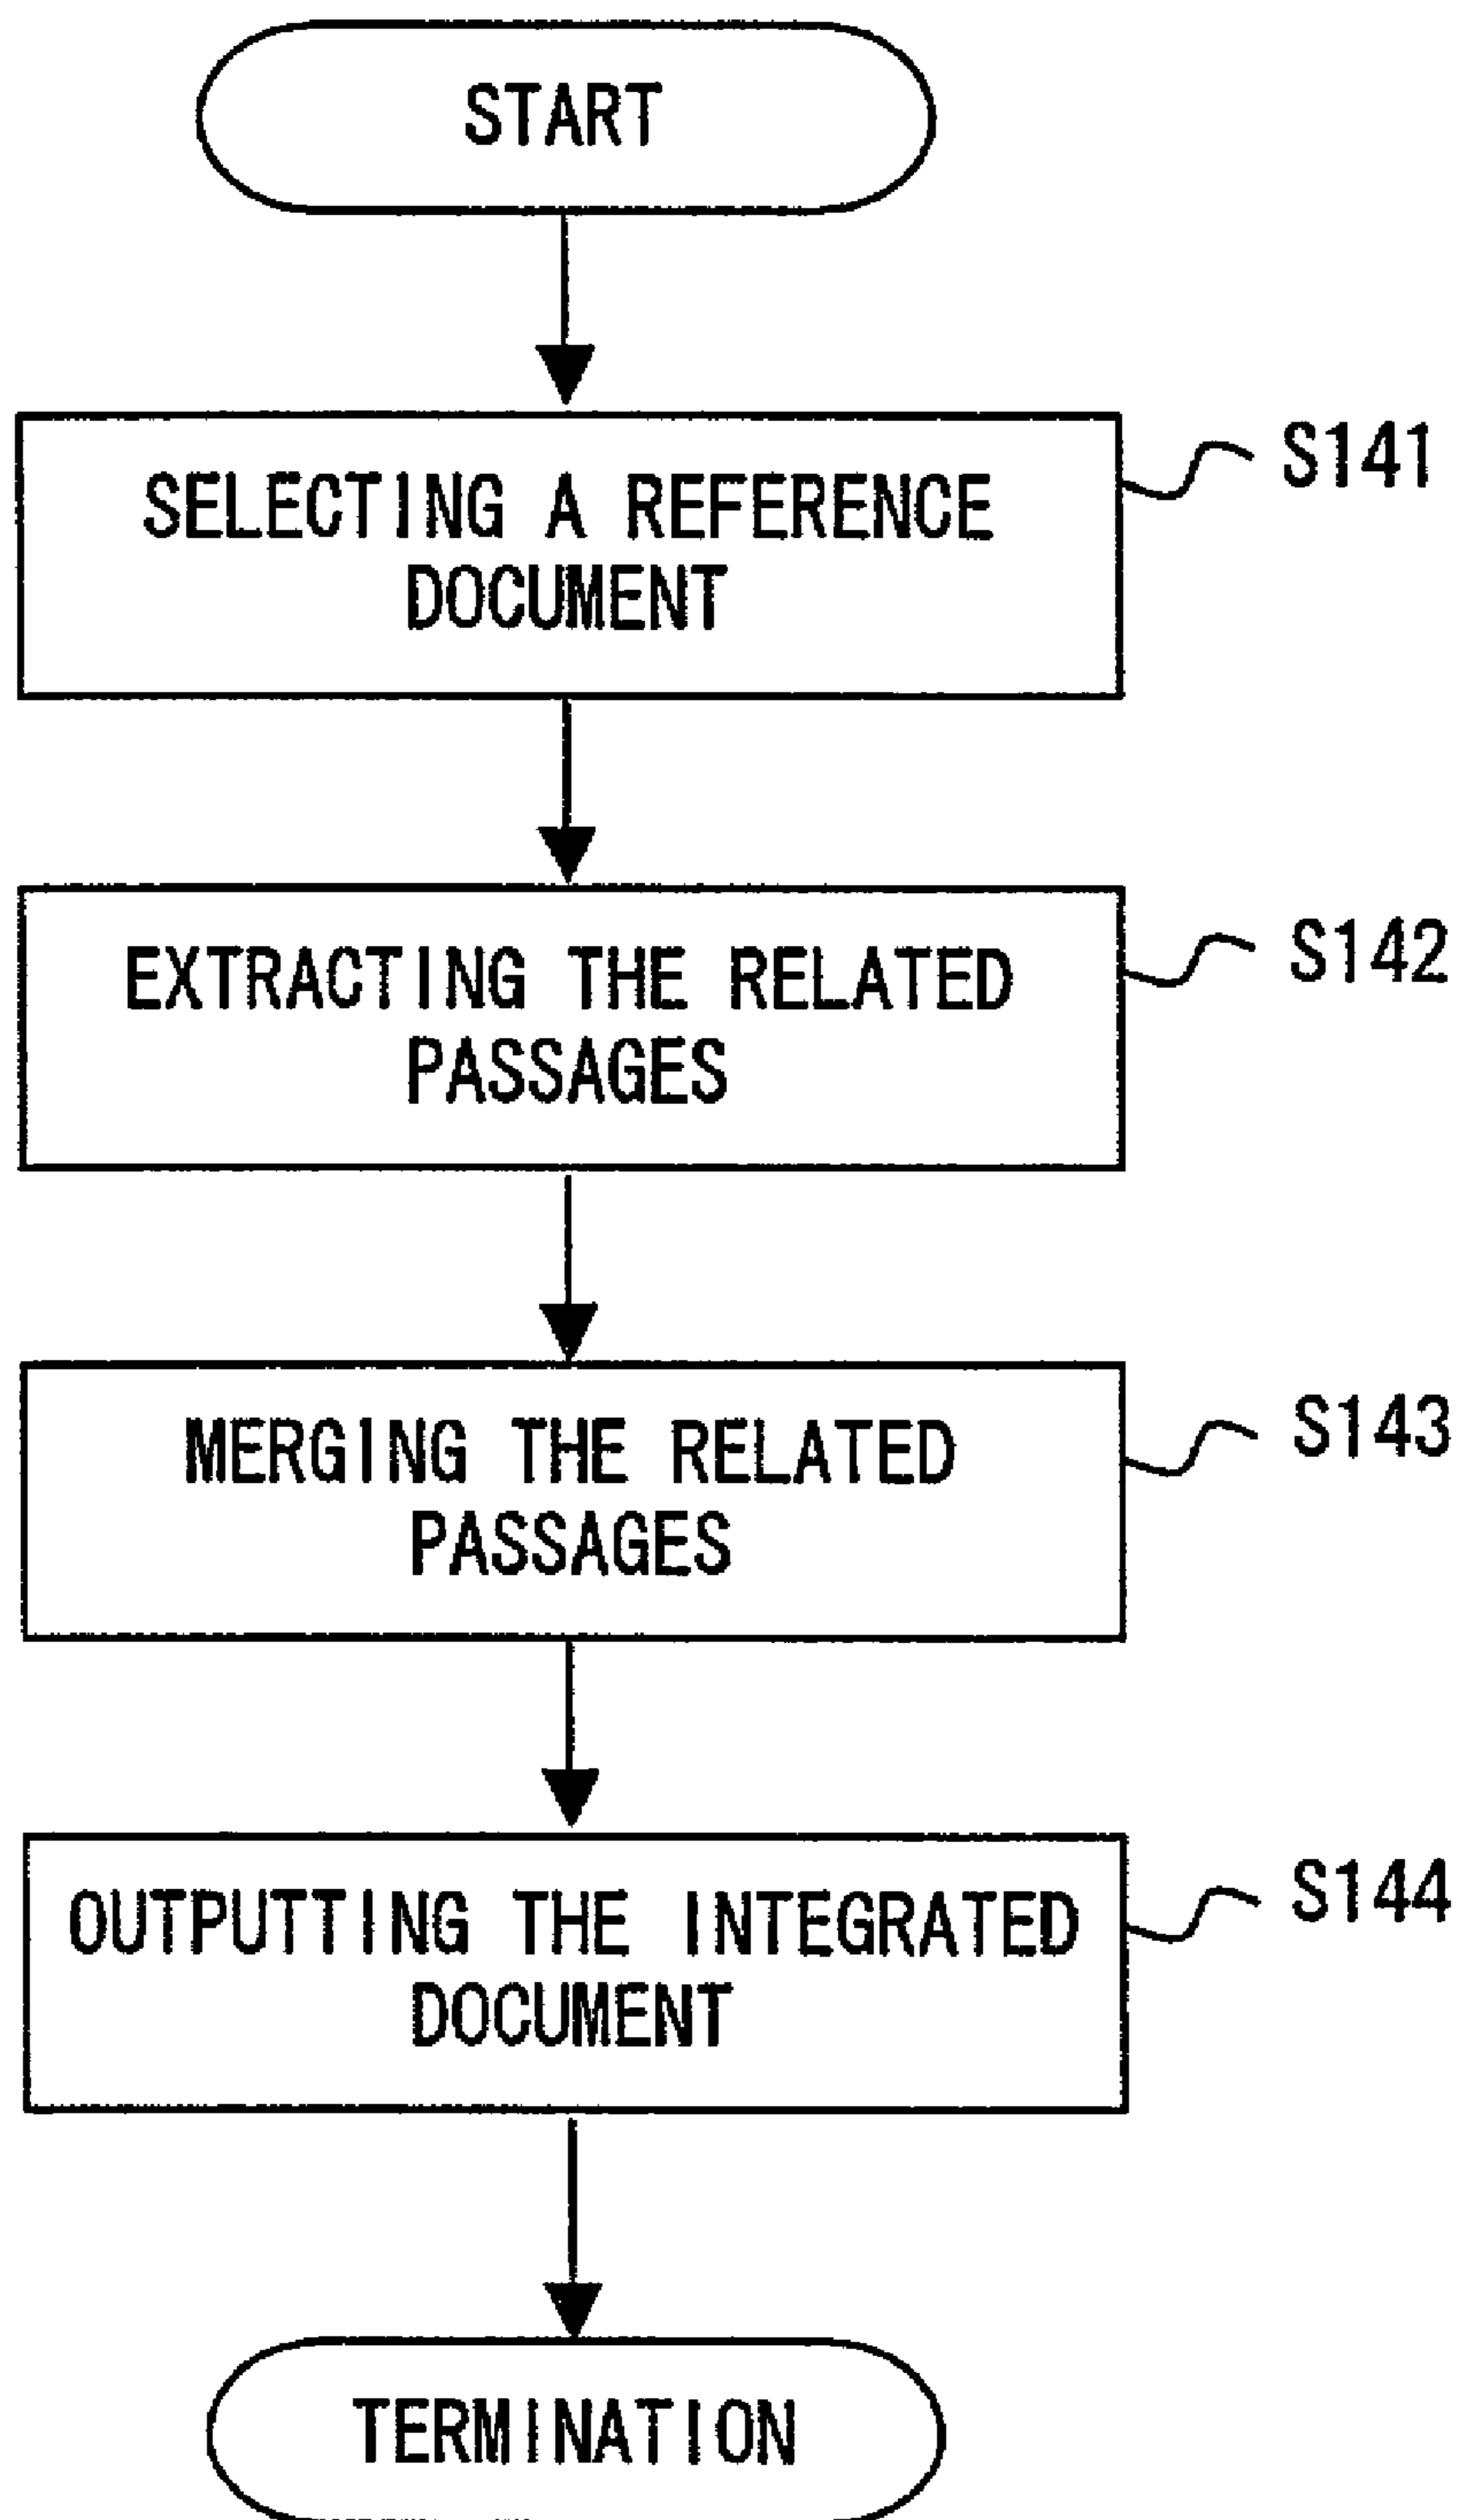 START
SELECTING A REFERENCE
DOCUMENT
S141
EXTRACTING THE RELATED
PASSAGES
S142
MERGING THE RELATED
PASSAGES
S143
OUTPUTTING THE INTEGRATED
DOCUMENT
S144
TERMINATION